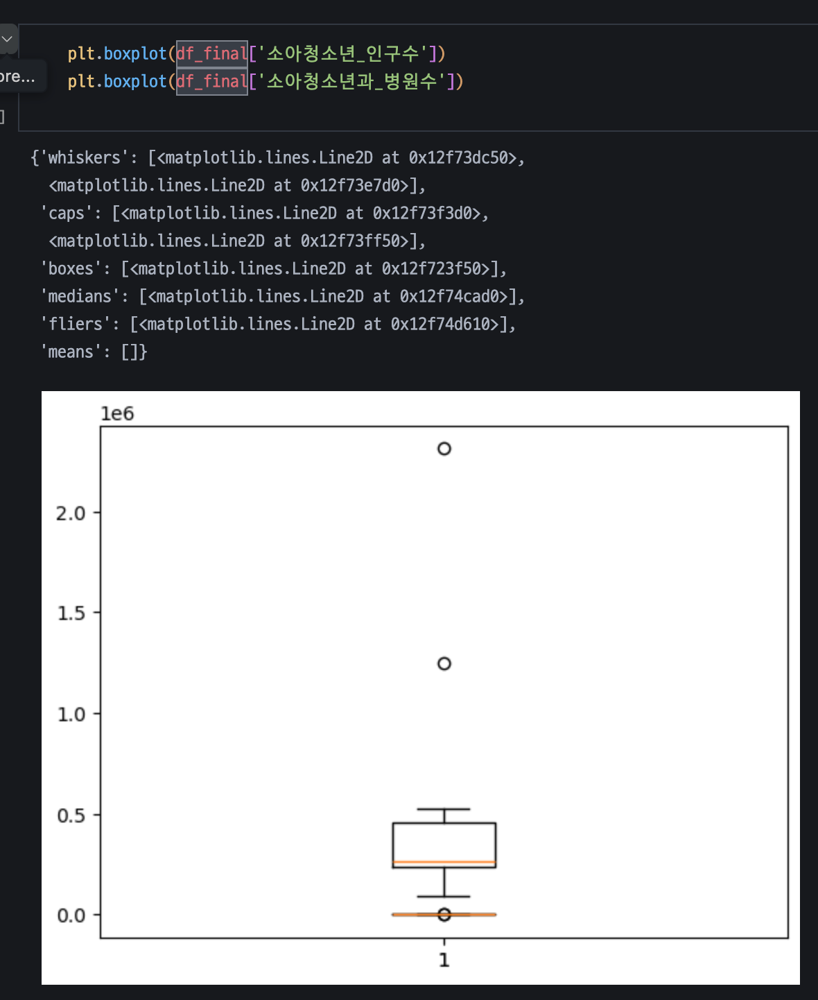 plt.boxplot(df_final['소아청소년_인구수'])
ore...
plt.boxplot(df_final['소아청소년과_병원수'])
]
{'whiskers': [<matplotlib.lines.Line2D at 0x12f73dc50>,
<matplotlib.lines.Line2D at 0x12f73e7d0>],
'caps': [<matplotlib.lines.Line2D at 0x12f73f3d0>,
<matplotlib.lines.Line2D at 0x12f73ff50>],
'boxes': [<matplotlib.lines.Line2D at 0x12f723f50>],
'medians': [<matplotlib.lines.Line2D at 0x12f74cad0>],
'fliers': [<matplotlib.lines.Line2D at 0x12f74d610>],
'means': []}
1e6
2.0
1.5
1.0
0.5
0.0
1